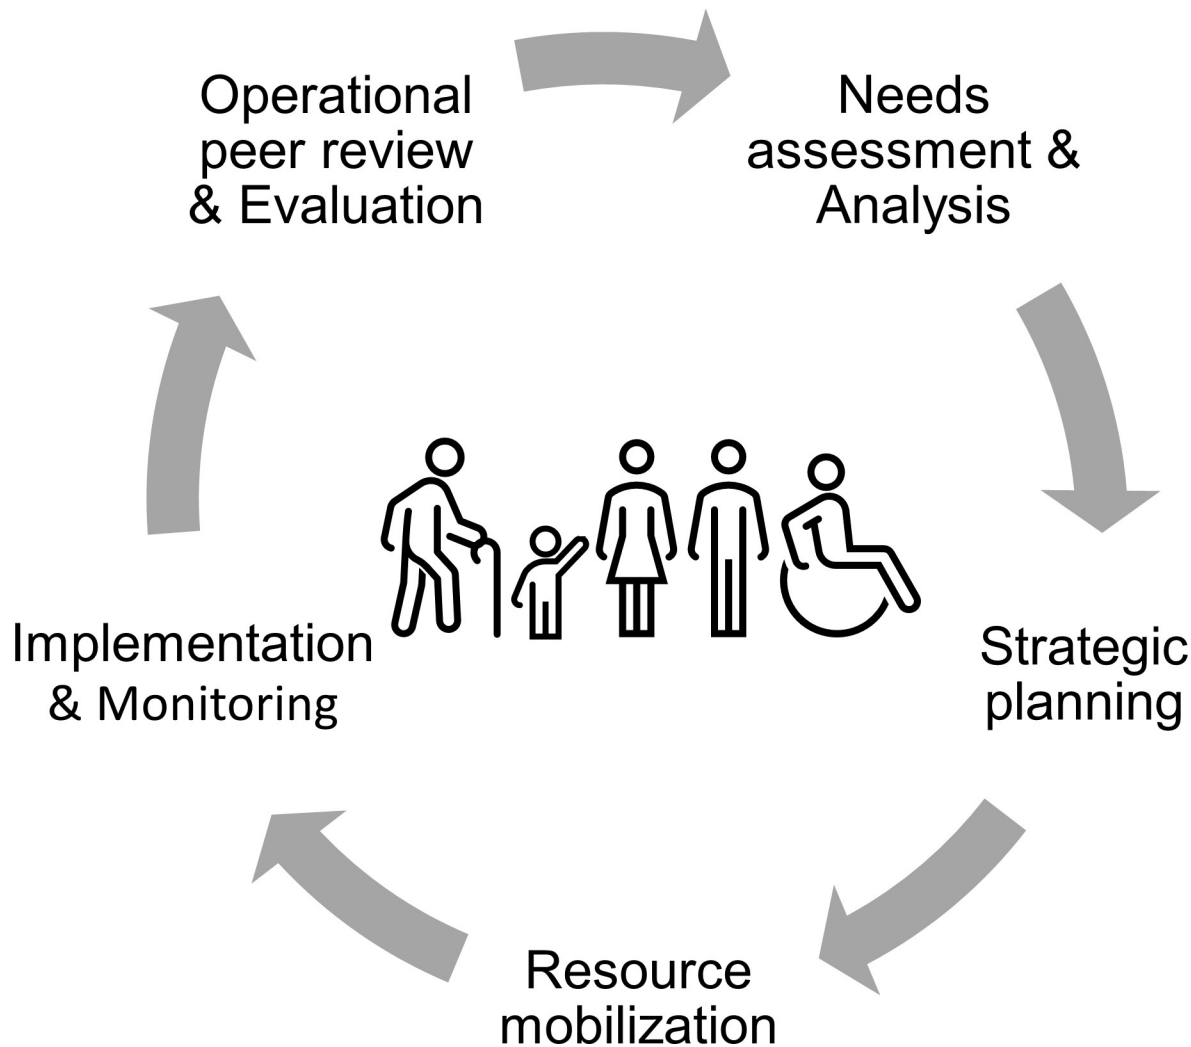 Operational
peer review
& Evaluation
Needs
assessment &
Analysis
Strategic
planning
Resource
mobilization
Implementation
& Monitoring